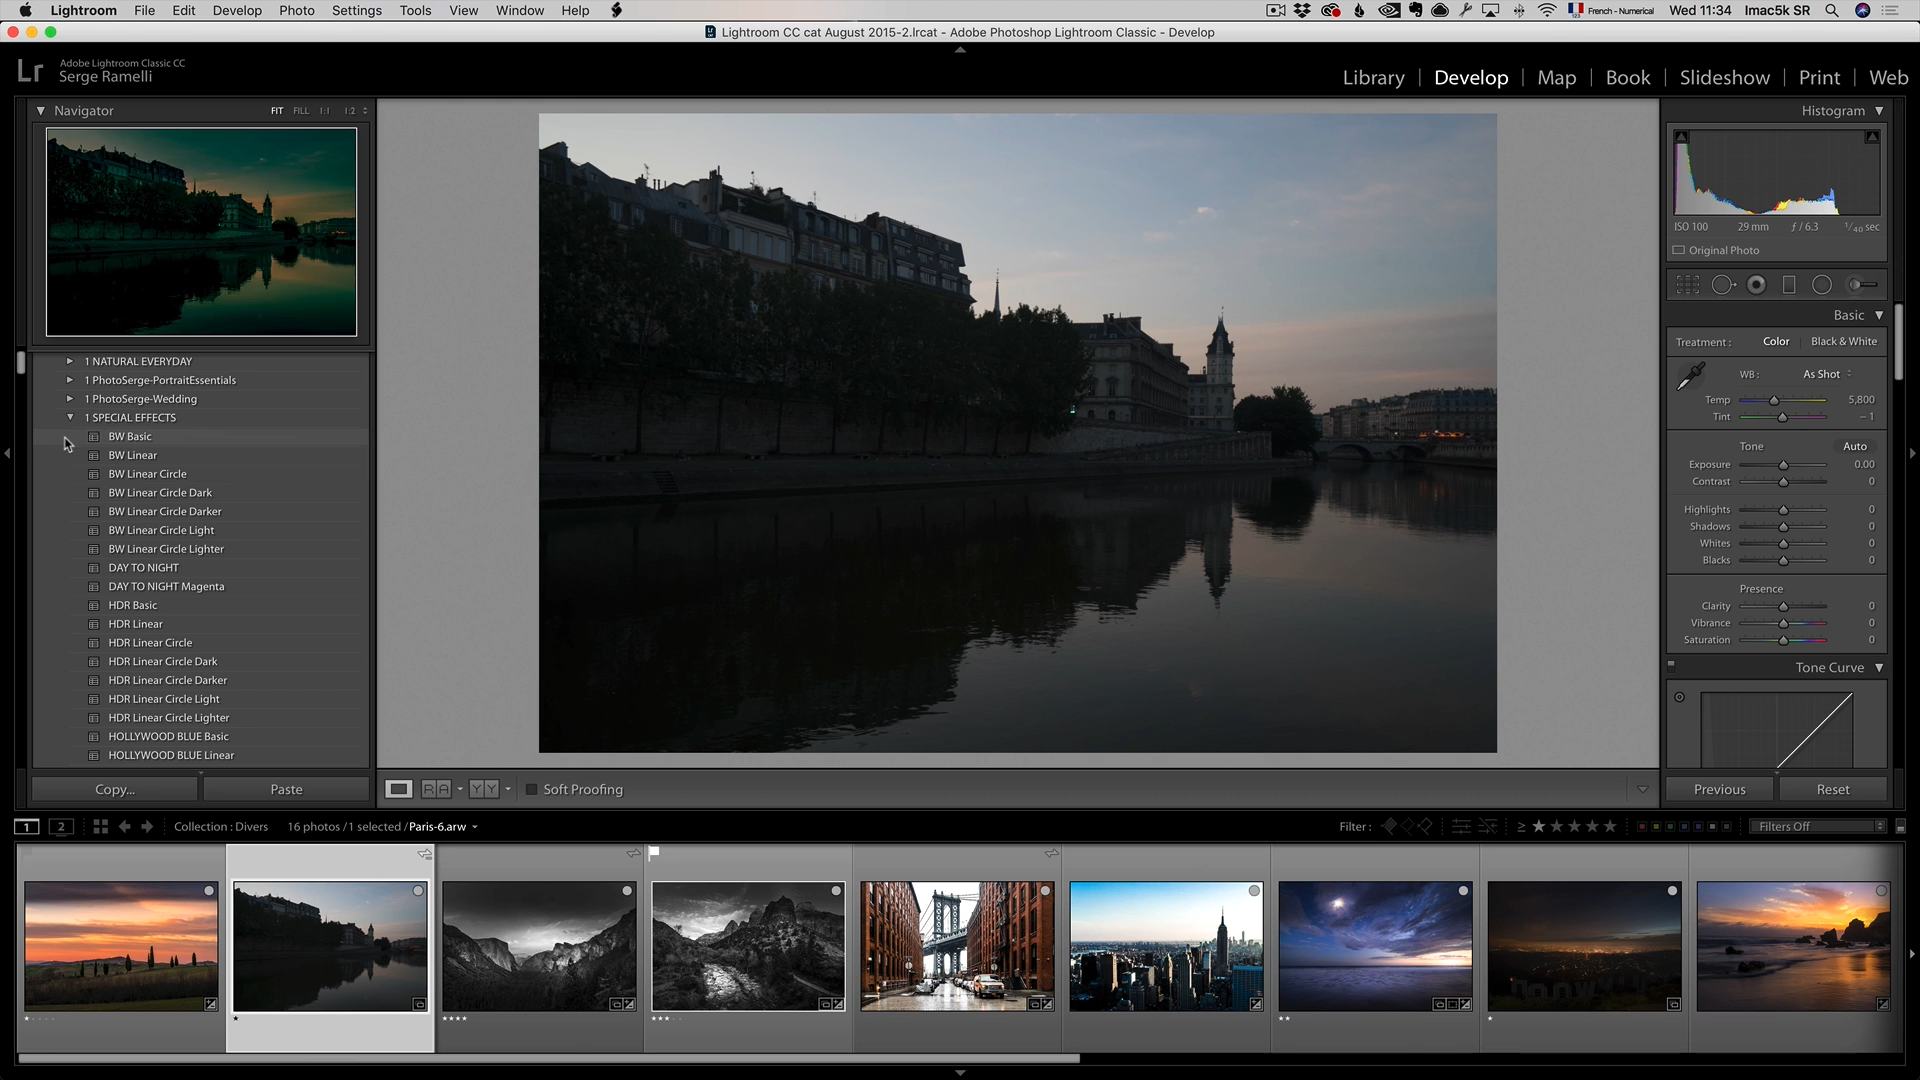 Lightroom File Edit Develop Photo Settings Tools View Window Help French - Numerical Wed 11:34 Imac5k SR
Lightroom CC cat August 2015-2.lrcat - Adobe Photoshop Lightroom Classic - Develop
Lr Adobe Lightroom Classic CC
Serge Ramelli
Library | Develop | Map | Book | Slideshow | Print | Web
Navigator FIT FILL 1:1 1:2
1 NATURAL EVERYDAY
1 PhotoSerge-PortraitEssentials
1 PhotoSerge-Wedding
1 SPECIAL EFFECTS
BW Basic
BW Linear
BW Linear Circle
BW Linear Circle Dark
BW Linear Circle Darker
BW Linear Circle Light
BW Linear Circle Lighter
DAY TO NIGHT
DAY TO NIGHT Magenta
HDR Basic
HDR Linear
HDR Linear Circle
HDR Linear Circle Dark
HDR Linear Circle Darker
HDR Linear Circle Light
HDR Linear Circle Lighter
HOLLYWOOD BLUE Basic
HOLLYWOOD BLUE Linear
Copy... Paste
Histogram
ISO 100 29 mm ƒ / 6.3 1/40 sec
Original Photo
Basic
Treatment : Color | Black & White
WB : As Shot
Temp 5,800
Tint – 1
Tone Auto
Exposure 0.00
Contrast 0
Highlights 0
Shadows 0
Whites 0
Blacks 0
Presence
Clarity 0
Vibrance 0
Saturation 0
Tone Curve
Previous Reset
R A Y Y Soft Proofing
1 2 Collection : Divers 16 photos / 1 selected / Paris-6.arw Filter : ≥ Filters Off